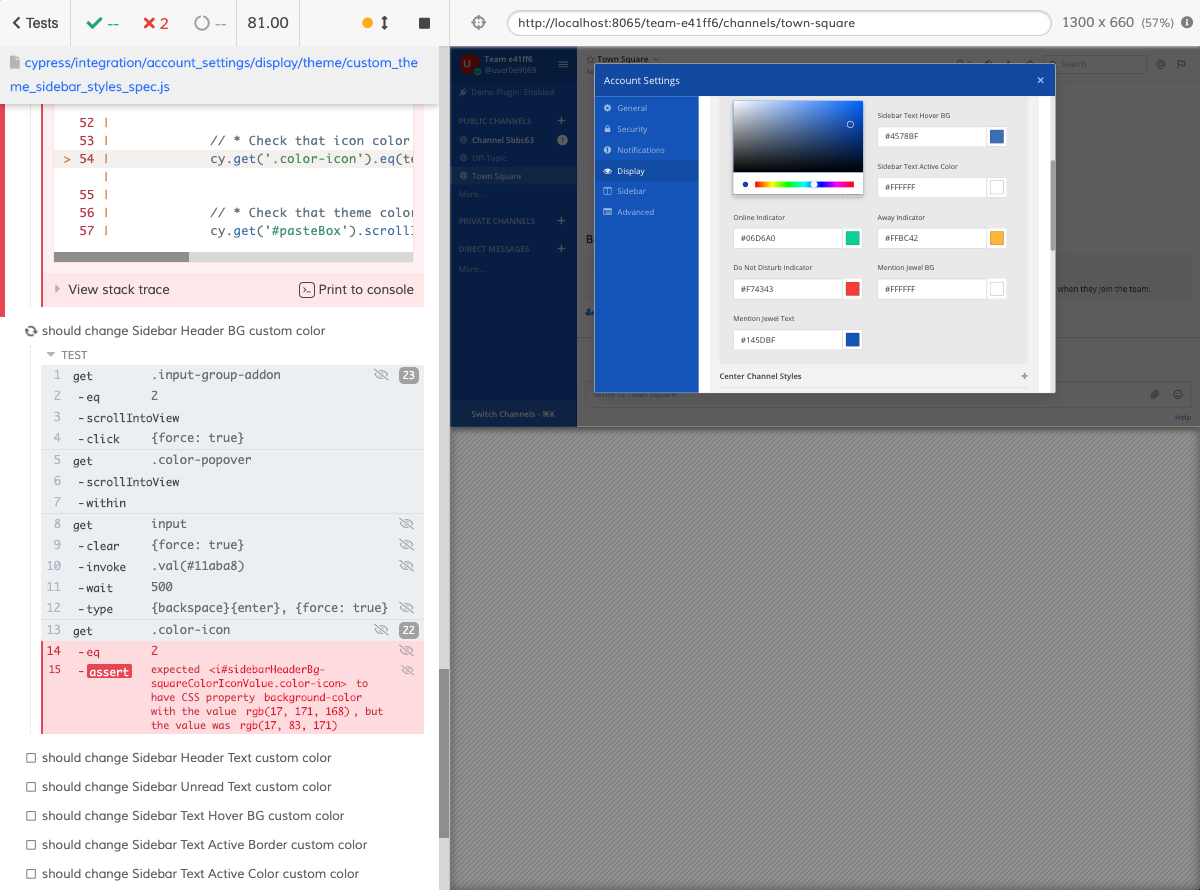 Tests
--
2
--
81.00
http://localhost:8065/team-e41ff6/channels/town-square
1300 x 660 (57%)
cypress/integration/account_settings/display/theme/custom_the
me_sidebar_styles_spec.js
52 |
53 | // * Check that icon color
> 54 | cy.get('.color-icon').eq(te
|
55 |
56 | // * Check that theme color
57 | cy.get('#pasteBox').scroll
View stack trace
Print to console
should change Sidebar Header BG custom color
TEST
1 get .input-group-addon 23
2 -eq 2
3 -scrollIntoView
4 -click {force: true}
5 get .color-popover
6 -scrollIntoView
7 -within
8 get input
9 -clear {force: true}
10 -invoke .val(#11aba8)
11 -wait 500
12 -type {backspace}{enter}, {force: true}
13 get .color-icon 22
14 -eq 2
15 -assert expected <i#sidebarHeaderBg-
squareColorIconValue.color-icon> to
have CSS property background-color
with the value rgb(17, 171, 168), but
the value was rgb(17, 83, 171)
should change Sidebar Header Text custom color
should change Sidebar Unread Text custom color
should change Sidebar Text Hover BG custom color
should change Sidebar Text Active Border custom color
should change Sidebar Text Active Color custom color
U
Team e41ff6
@user0e9069
Demo Plugin: Enabled
PUBLIC CHANNELS +
Channel 5bbc63 1
Off-Topic
Town Square
More...
PRIVATE CHANNELS +
DIRECT MESSAGES +
More...
Switch Channels - ⌘K
Town Square
Search
@
Account Settings ×
General
Security
Notifications
Display
Sidebar
Advanced
Sidebar Text Hover BG
#4578BF
Sidebar Text Active Color
#FFFFFF
Online Indicator
#06D6A0
Away Indicator
#FFBC42
Do Not Disturb Indicator
#F74343
Mention Jewel BG
#FFFFFF
Mention Jewel Text
#145DBF
Center Channel Styles +
when they join the team.
Write to Town Square
Help